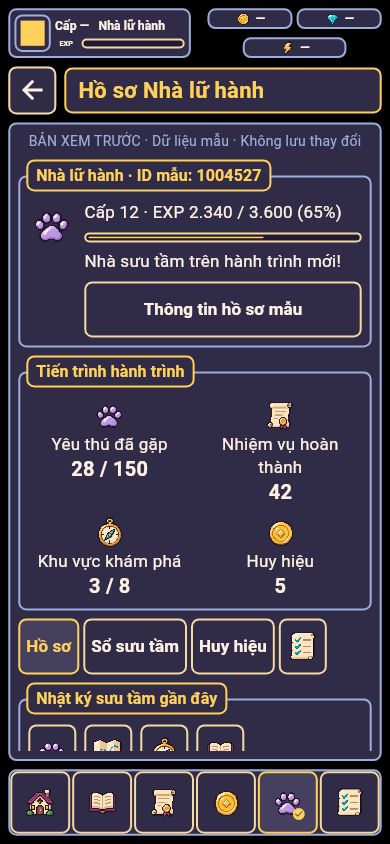 Cấp — Nhà lữ hành
EXP
—
—
—
Hồ sơ Nhà lữ hành
BẢN XEM TRƯỚC · Dữ liệu mẫu · Không lưu thay đổi
Nhà lữ hành · ID mẫu: 1004527
Cấp 12 · EXP 2.340 / 3.600 (65%)
Nhà sưu tầm trên hành trình mới!
Thông tin hồ sơ mẫu
Tiến trình hành trình
Yêu thú đã gặp
28 / 150
Nhiệm vụ hoàn
thành
42
Khu vực khám phá
3 / 8
Huy hiệu
5
Hồ sơ
Sổ sưu tầm
Huy hiệu
Nhật ký sưu tầm gần đây